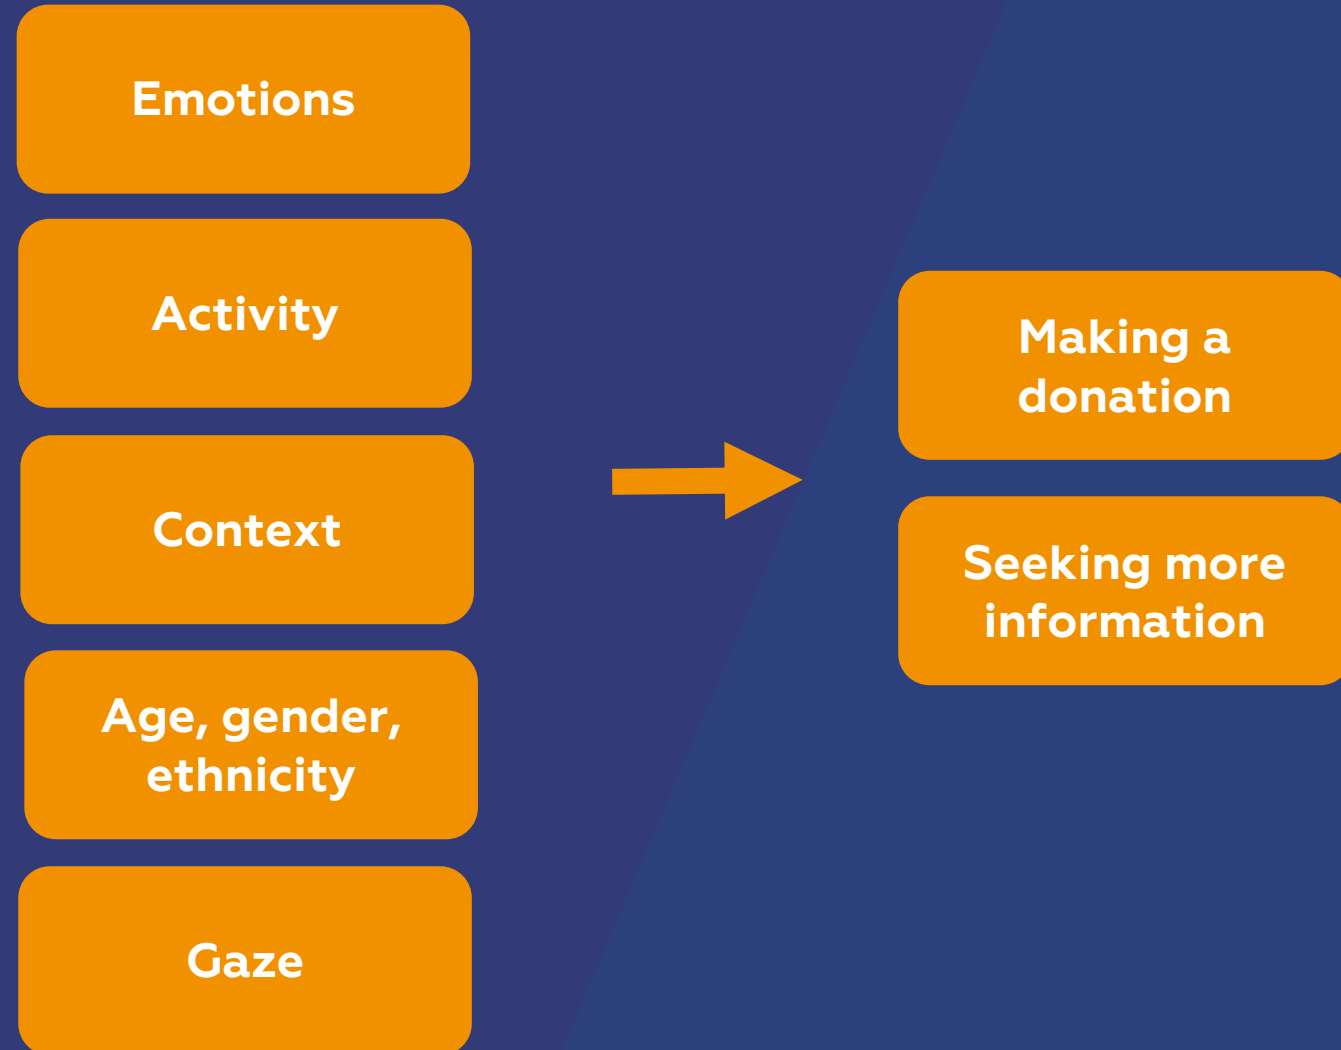 Emotions
Activity
Context
Age, gender,
ethnicity
Gaze
Making a
donation
Seeking more
information